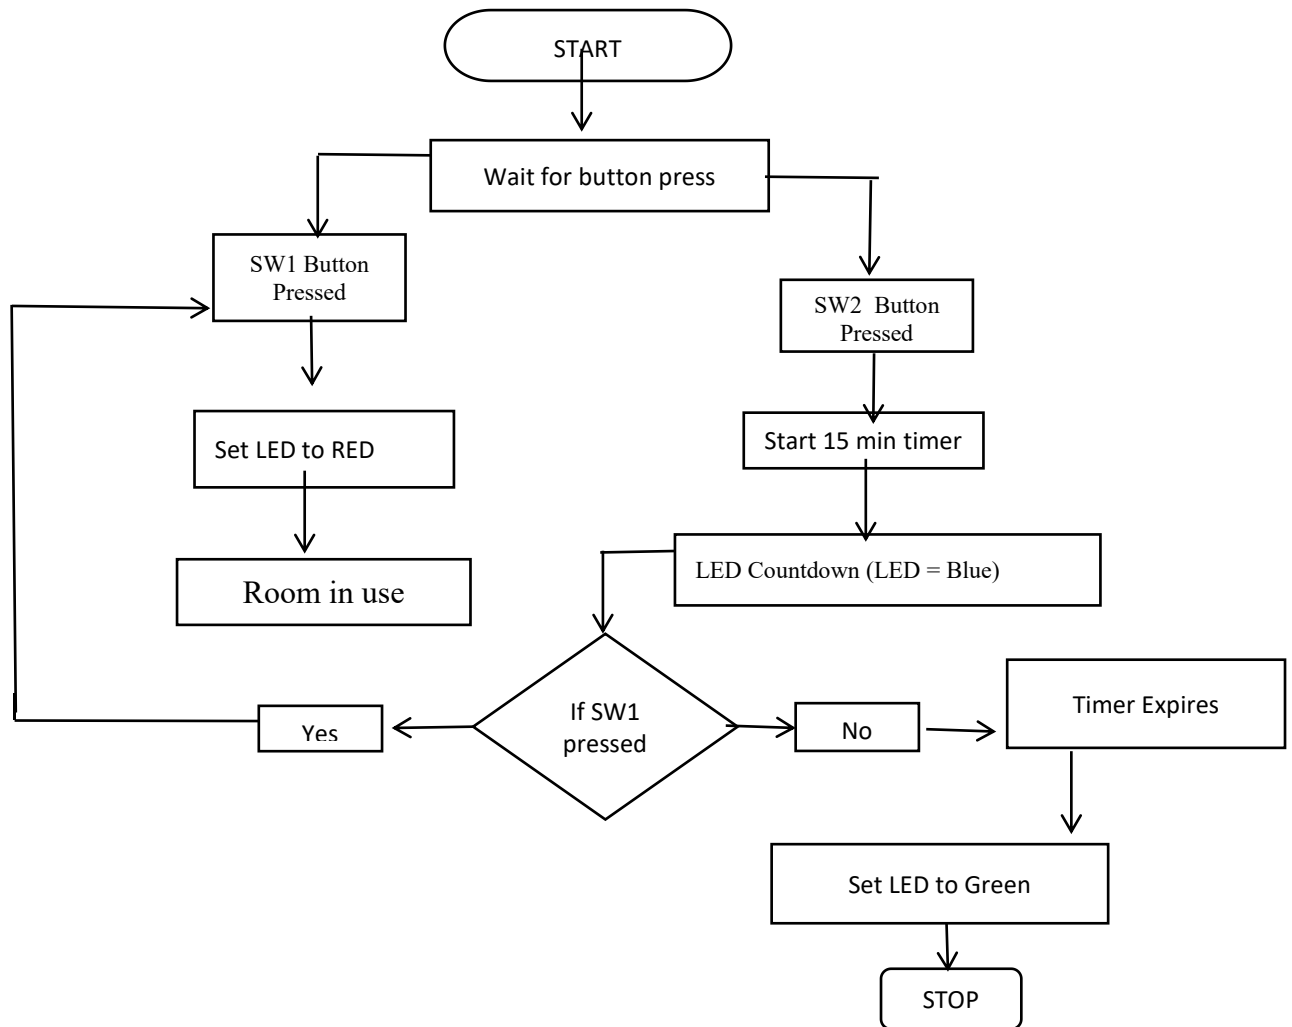 START
Wait for button press
SW1 Button
Pressed
SW2 Button
Pressed
Set LED to RED
Start 15 min timer
Room in use
LED Countdown (LED = Blue)
If SW1
pressed
Yes
No
Timer Expires
Set LED to Green
STOP